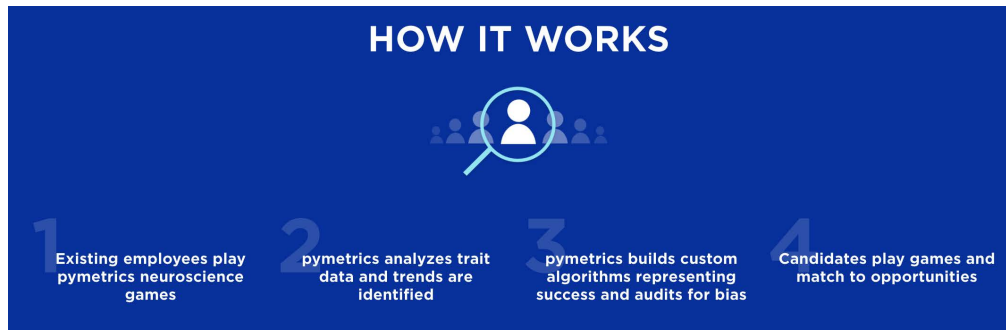 HOW IT WORKS
1
Existing employees play
pymetrics neuroscience
games
2
pymetrics analyzes trait
data and trends are
identified
3
pymetrics builds custom
algorithms representing
success and audits for bias
4
Candidates play games and
match to opportunities